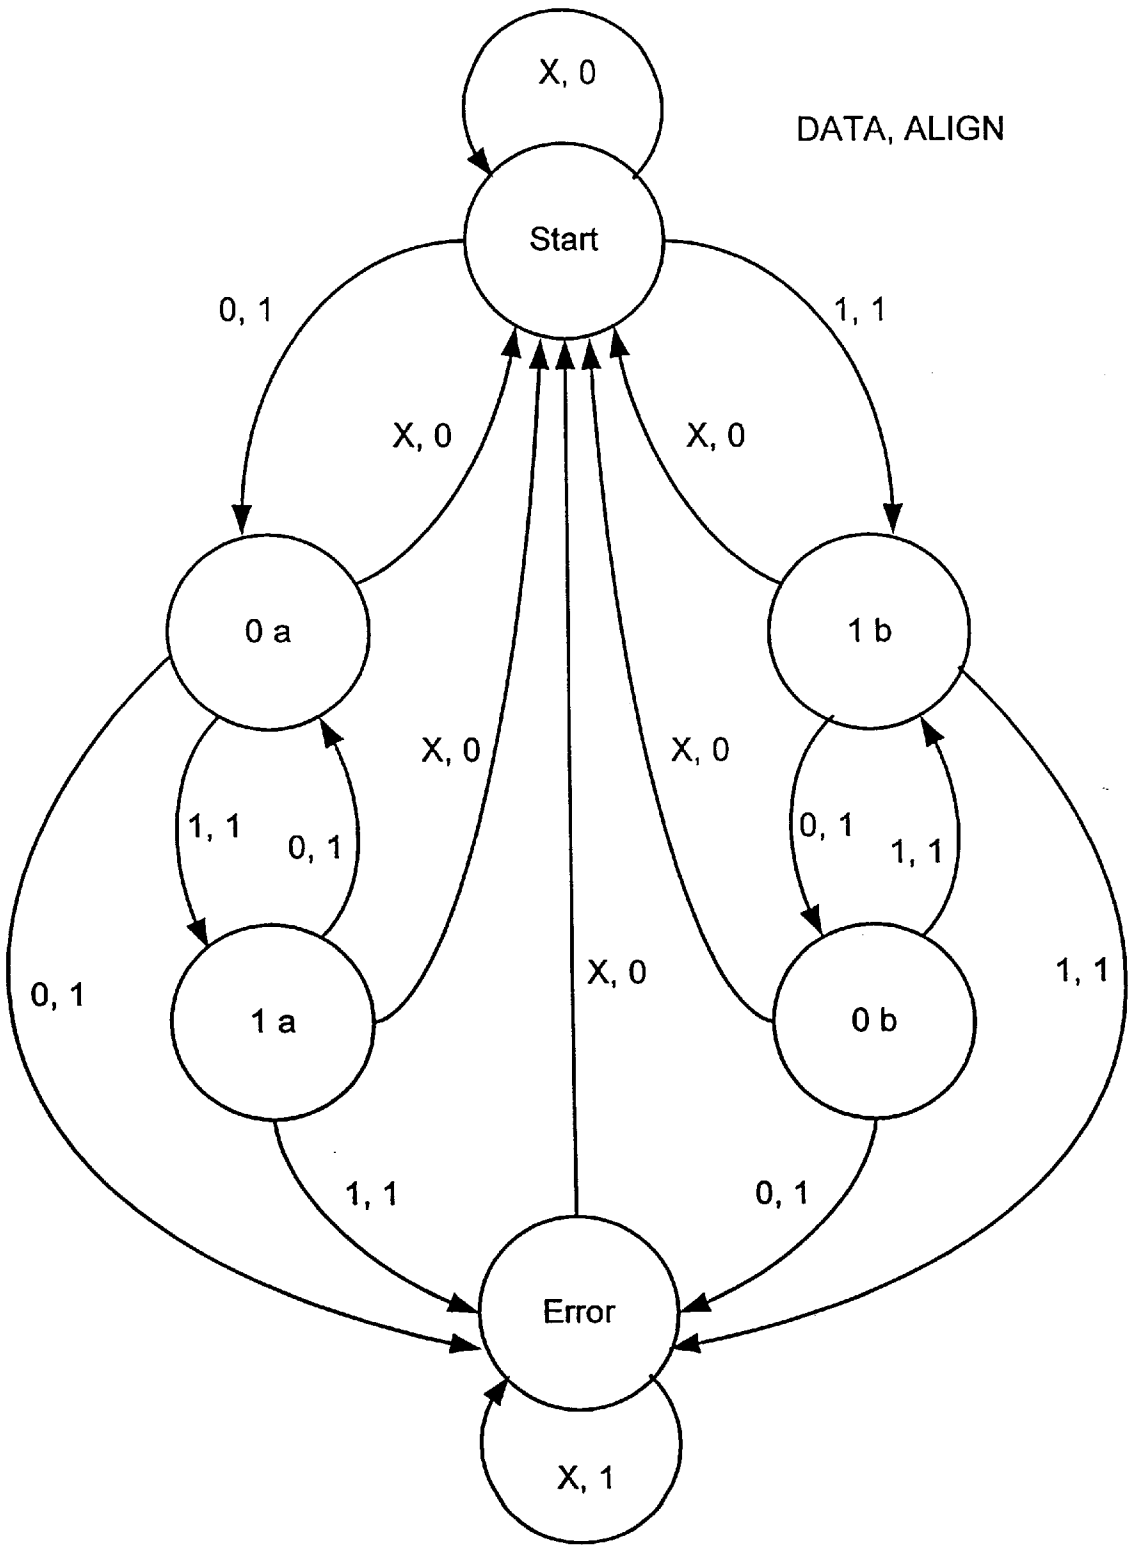 X, 0
DATA, ALIGN
Start
0, 1
1, 1
X, 0
X, 0
0 a
1 b
X, 0
X, 0
1, 1
0, 1
0, 1
1, 1
X, 0
0, 1
1, 1
1 a
0 b
1, 1
0, 1
Error
X, 1